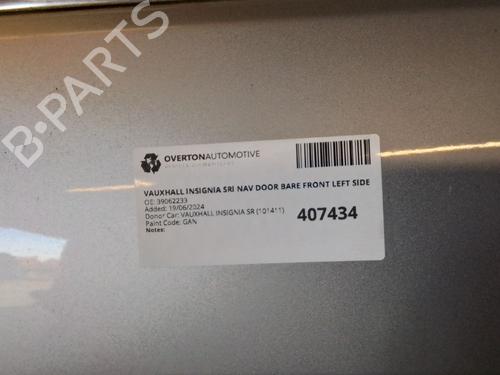 B-PARTS
OVERTONAUTOMOTIVE
VAUXHALL INSIGNIA SRI NAV DOOR BARE FRONT LEFT SIDE
OE: 39062233
Added: 19/06/2024
Donor Car: VAUXHALL INSIGNIA SR (101411)
Paint Code: GAN
Notes:
407434